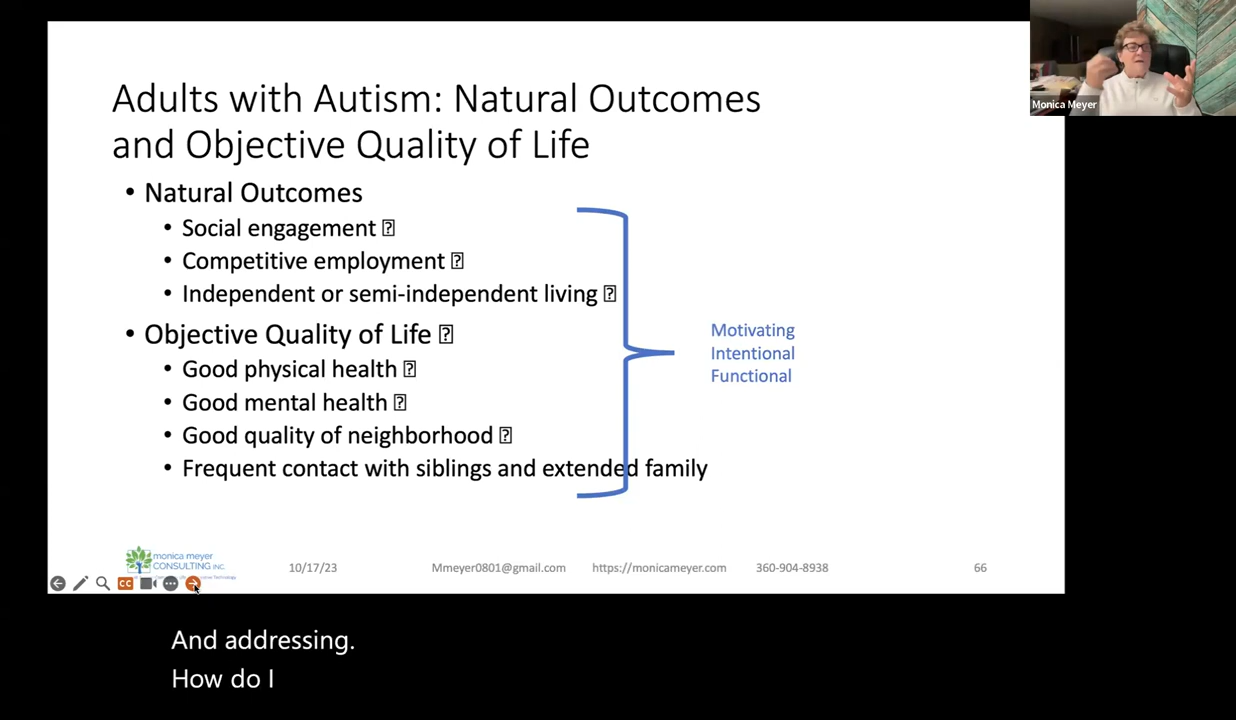 Monica Meyer
Adults with Autism: Natural Outcomes
and Objective Quality of Life
• Natural Outcomes
• Social engagement ⍰
• Competitive employment ⍰
• Independent or semi-independent living ⍰
• Objective Quality of Life ⍰
• Good physical health ⍰
• Good mental health ⍰
• Good quality of neighborhood ⍰
• Frequent contact with siblings and extended family
Motivating
Intentional
Functional
monica meyer
CONSULTING INC.
10/17/23
Mmeyer0801@gmail.com
https://monicameyer.com
360-904-8938
66
CC
And addressing.
How do I